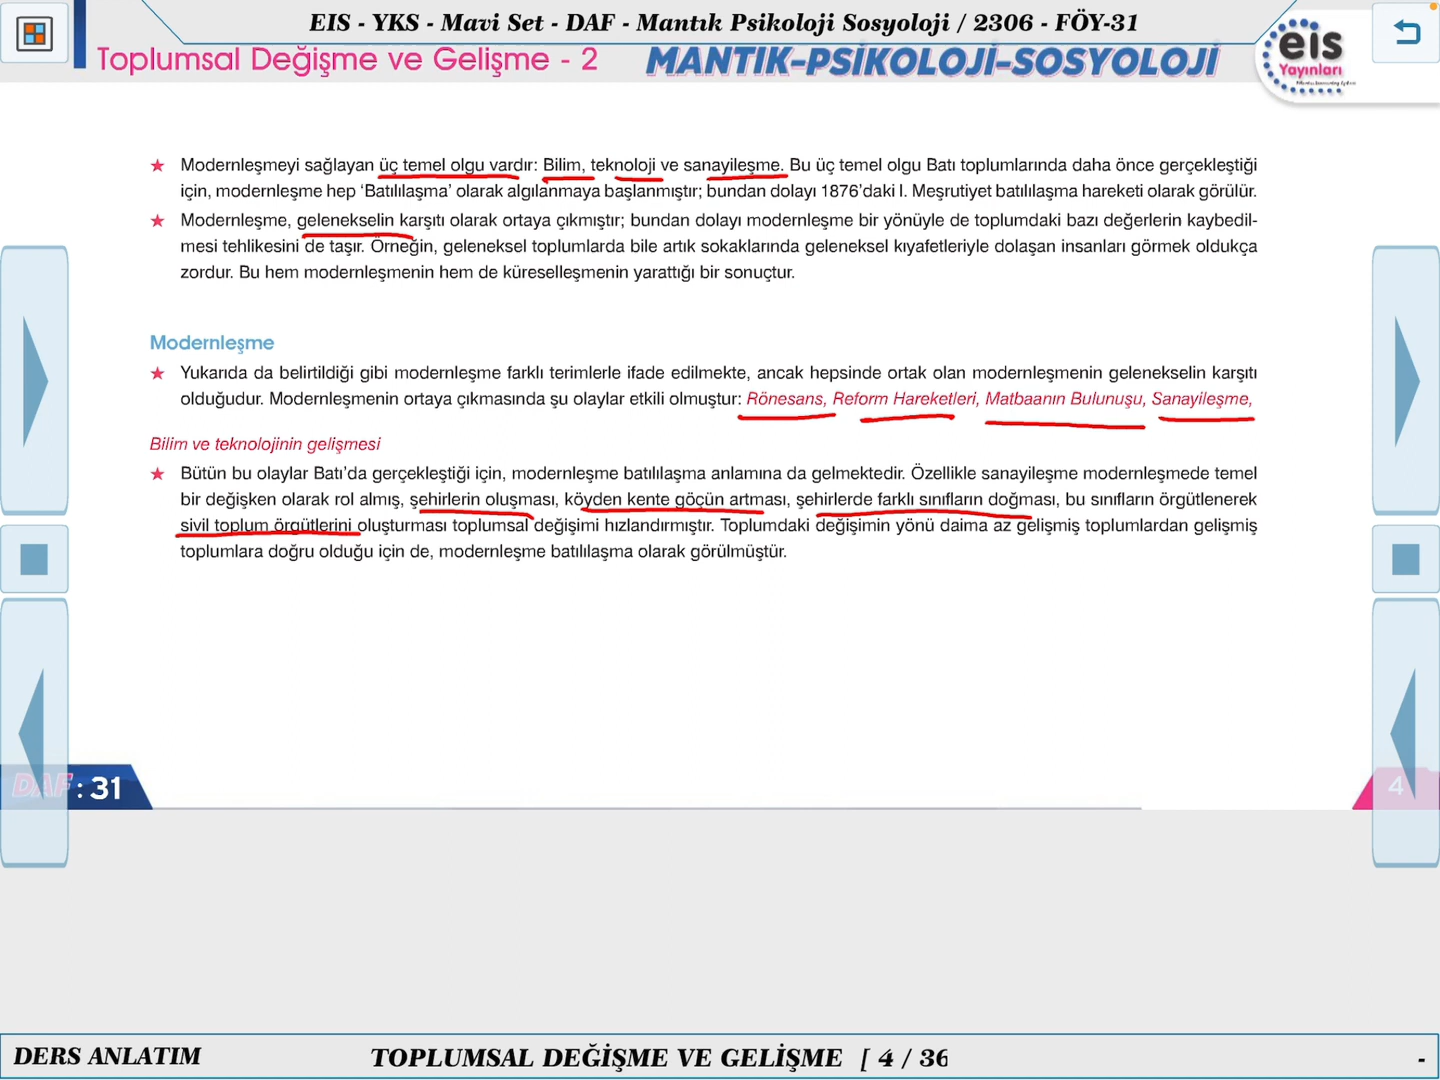 EIS - YKS - Mavi Set - DAF - Mantık Psikoloji Sosyoloji / 2306 - FÖY-31
Toplumsal Değişme ve Gelişme - 2
MANTIK-PSİKOLOJİ-SOSYOLOJİ
eis
Yayınları
★ Modernleşmeyi sağlayan üç temel olgu vardır: Bilim, teknoloji ve sanayileşme. Bu üç temel olgu Batı toplumlarında daha önce gerçekleştiği
için, modernleşme hep ‘Batılılaşma’ olarak algılanmaya başlanmıştır; bundan dolayı 1876’daki I. Meşrutiyet batılılaşma hareketi olarak görülür.
★ Modernleşme, gelenekselin karşıtı olarak ortaya çıkmıştır; bundan dolayı modernleşme bir yönüyle de toplumdaki bazı değerlerin kaybedil-
mesi tehlikesini de taşır. Örneğin, geleneksel toplumlarda bile artık sokaklarında geleneksel kıyafetleriyle dolaşan insanları görmek oldukça
zordur. Bu hem modernleşmenin hem de küreselleşmenin yarattığı bir sonuçtur.
Modernleşme
★ Yukarıda da belirtildiği gibi modernleşme farklı terimlerle ifade edilmekte, ancak hepsinde ortak olan modernleşmenin gelenekselin karşıtı
olduğudur. Modernleşmenin ortaya çıkmasında şu olaylar etkili olmuştur: Rönesans, Reform Hareketleri, Matbaanın Bulunuşu, Sanayileşme,
Bilim ve teknolojinin gelişmesi
★ Bütün bu olaylar Batı’da gerçekleştiği için, modernleşme batılılaşma anlamına da gelmektedir. Özellikle sanayileşme modernleşmede temel
bir değişken olarak rol almış, şehirlerin oluşması, köyden kente göçün artması, şehirlerde farklı sınıfların doğması, bu sınıfların örgütlenerek
sivil toplum örgütlerini oluşturması toplumsal değişimi hızlandırmıştır. Toplumdaki değişimin yönü daima az gelişmiş toplumlardan gelişmiş
toplumlara doğru olduğu için de, modernleşme batılılaşma olarak görülmüştür.
DAF : 31
4
DERS ANLATIM
TOPLUMSAL DEĞİŞME VE GELİŞME [ 4 / 36
-